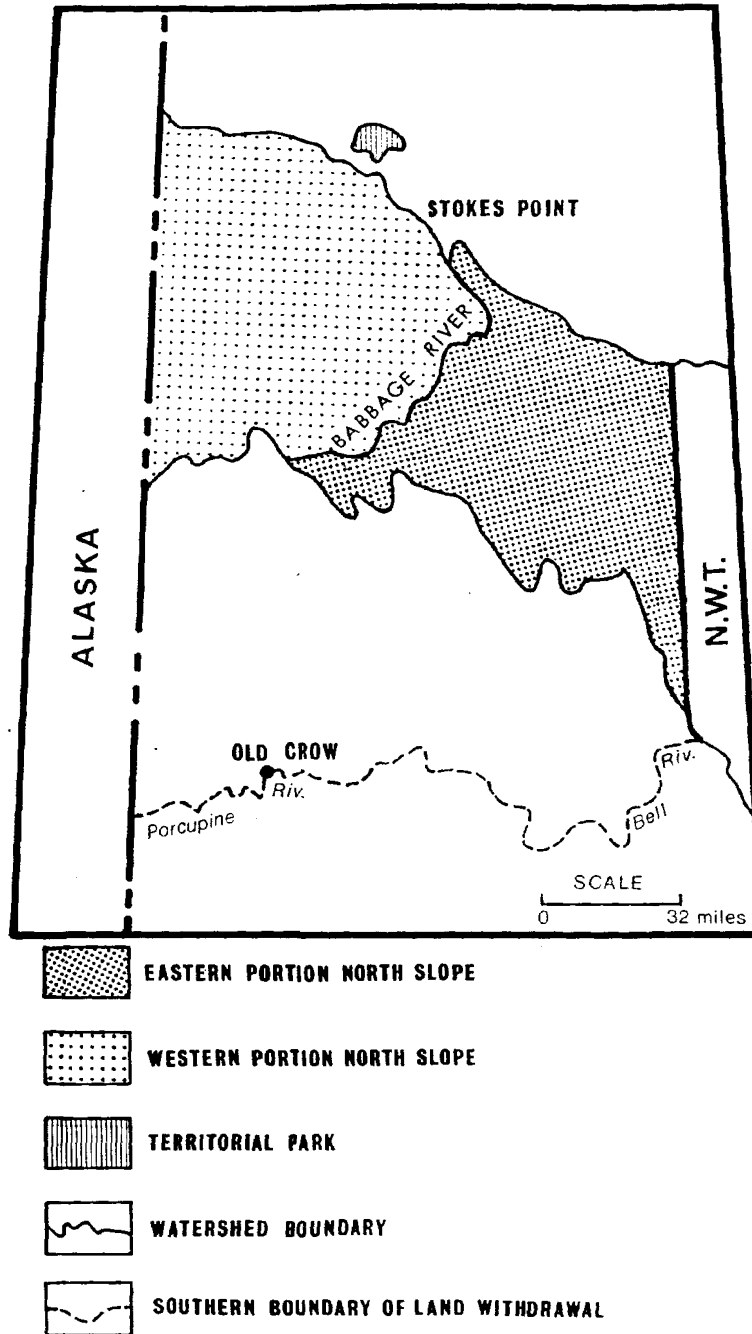 STOKES POINT
BABBAGE RIVER
ALASKA
N.W.T.
OLD CROW
Riv.
Porcupine
Riv.
Bell
SCALE
0 32 miles
EASTERN PORTION NORTH SLOPE
WESTERN PORTION NORTH SLOPE
TERRITORIAL PARK
WATERSHED BOUNDARY
SOUTHERN BOUNDARY OF LAND WITHDRAWAL